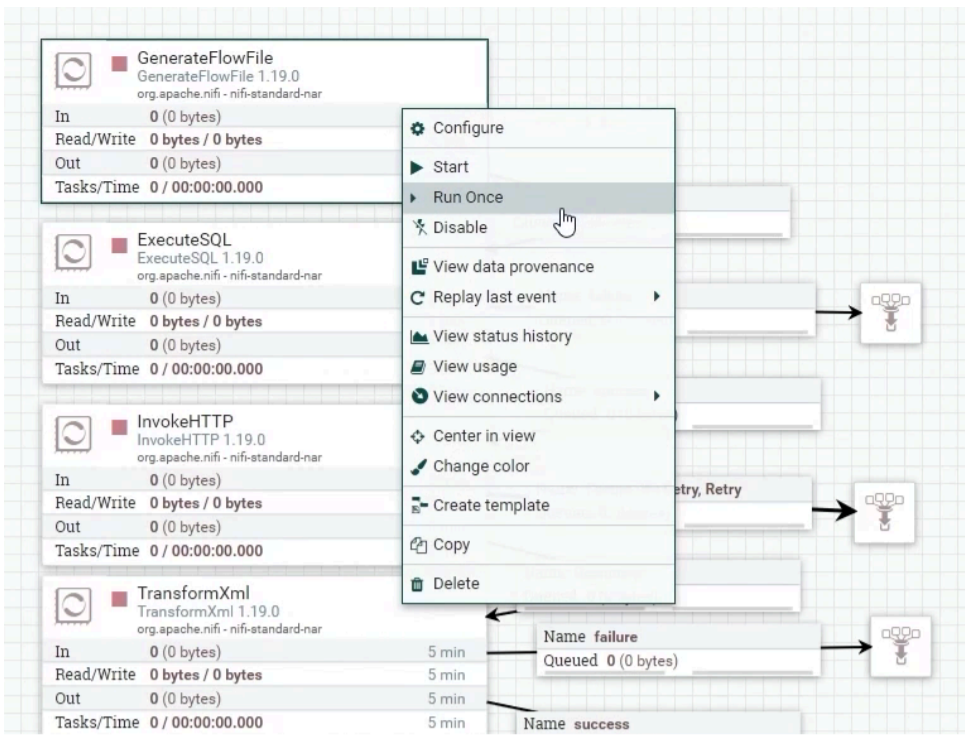 GenerateFlowFile
GenerateFlowFile 1.19.0
org.apache.nifi - nifi-standard-nar
In 0 (0 bytes)
Read/Write 0 bytes / 0 bytes
Out 0 (0 bytes)
Tasks/Time 0 / 00:00:00.000
Configure
Start
Run Once
Disable
View data provenance
Replay last event
View status history
View usage
View connections
Center in view
Change color
Create template
Copy
Delete
ExecuteSQL
ExecuteSQL 1.19.0
org.apache.nifi - nifi-standard-nar
In 0 (0 bytes)
Read/Write 0 bytes / 0 bytes
Out 0 (0 bytes)
Tasks/Time 0 / 00:00:00.000
InvokeHTTP
InvokeHTTP 1.19.0
org.apache.nifi - nifi-standard-nar
In 0 (0 bytes)
Read/Write 0 bytes / 0 bytes
Out 0 (0 bytes)
Tasks/Time 0 / 00:00:00.000
etry, Retry
TransformXml
TransformXml 1.19.0
org.apache.nifi - nifi-standard-nar
In 0 (0 bytes) 5 min
Read/Write 0 bytes / 0 bytes 5 min
Out 0 (0 bytes) 5 min
Tasks/Time 0 / 00:00:00.000 5 min
Name failure
Queued 0 (0 bytes)
Name success